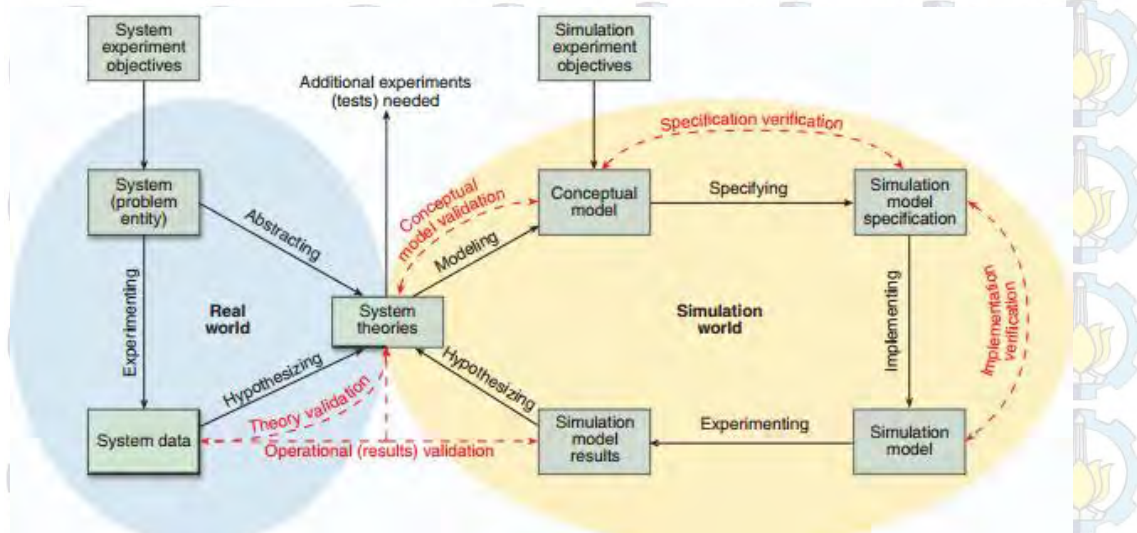 System
experiment
objectives
Simulation
experiment
objectives
Additional experiments
(tests) needed
Specification verification
System
(problem
entity)
Abstracting
Conceptual
model validation
Modeling
Conceptual
model
Specifying
Simulation
model
specification
Experimenting
Real
world
System
theories
Simulation
world
Implementing
Implementation
verification
Hypothesizing
Hypothesizing
Theory validation
System data
Operational (results) validation
Simulation
model
results
Experimenting
Simulation
model